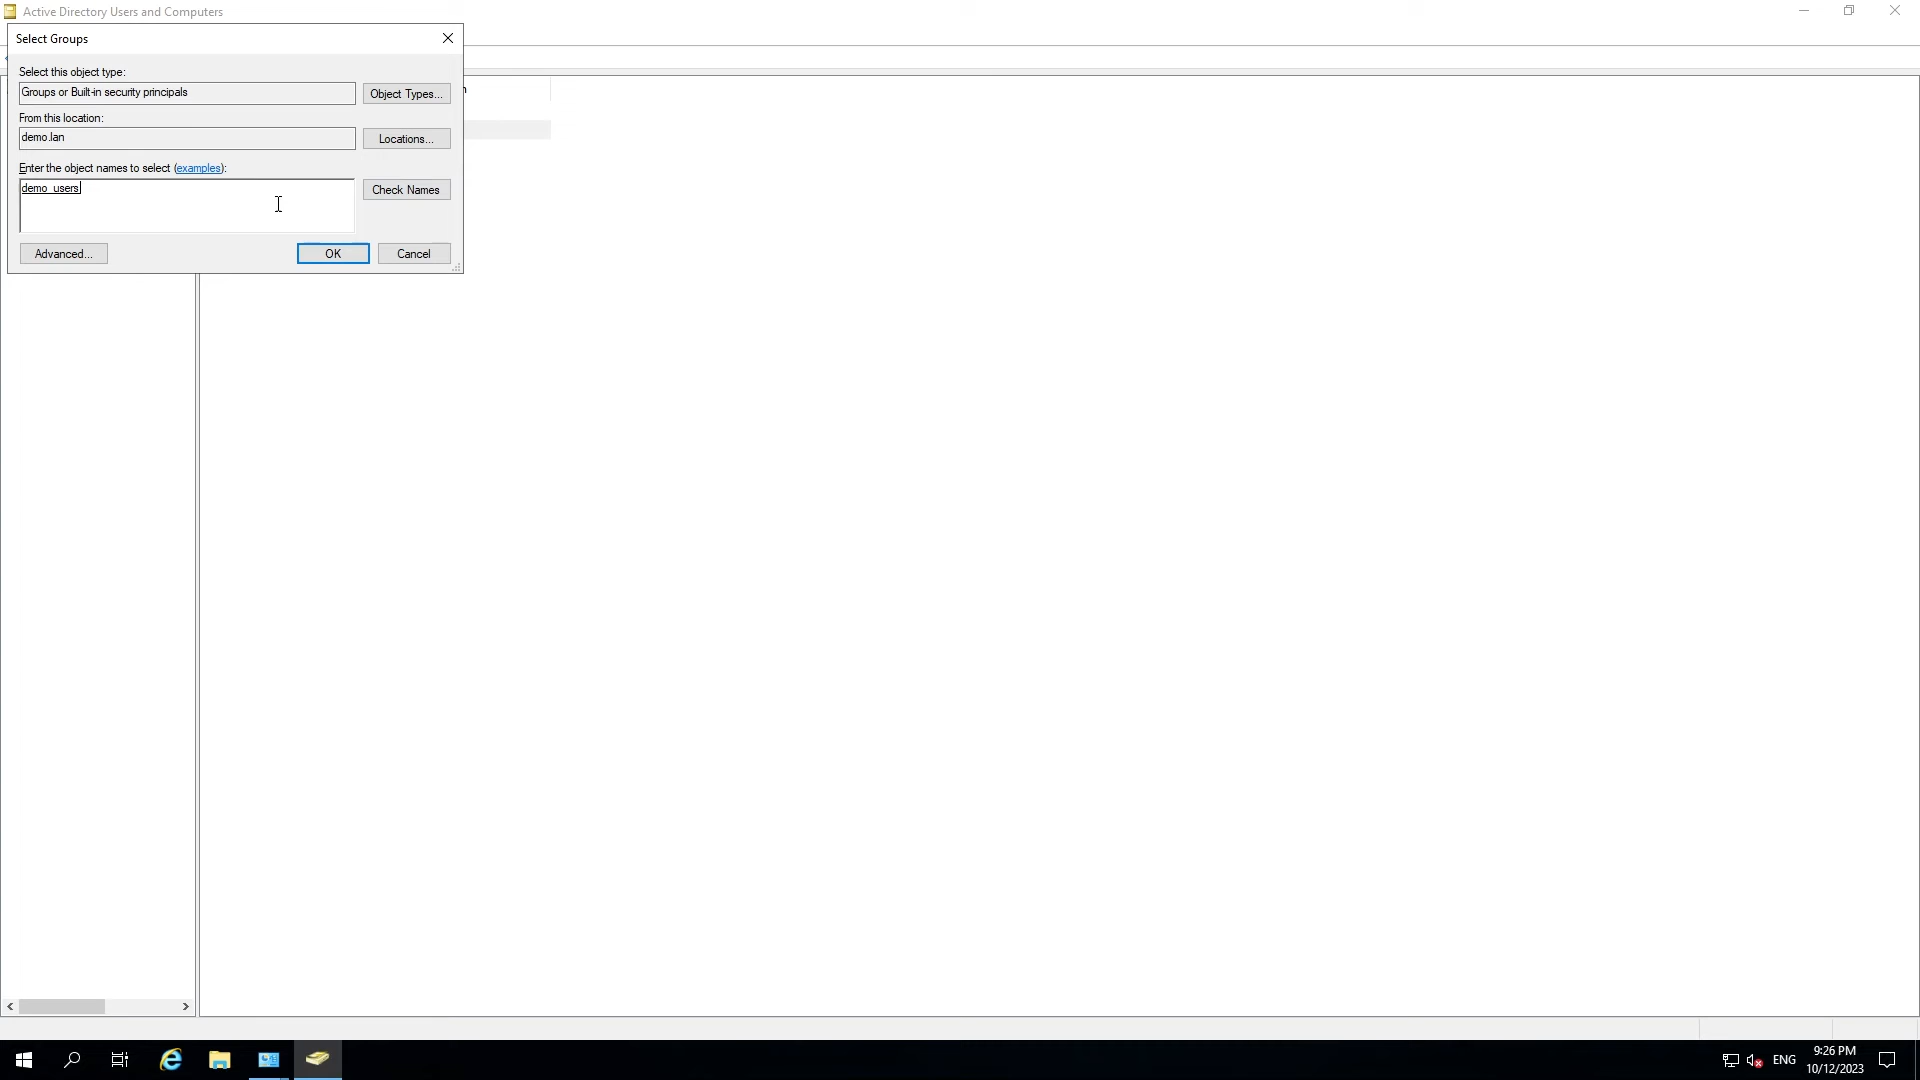 Active Directory Users and Computers
Select Groups
Select this object type:
Groups or Built-in security principals
Object Types...
From this location:
demo.lan
Locations...
Enter the object names to select (examples):
demo_users
Check Names
Advanced...
OK
Cancel
ENG
9:26 PM
10/12/2023